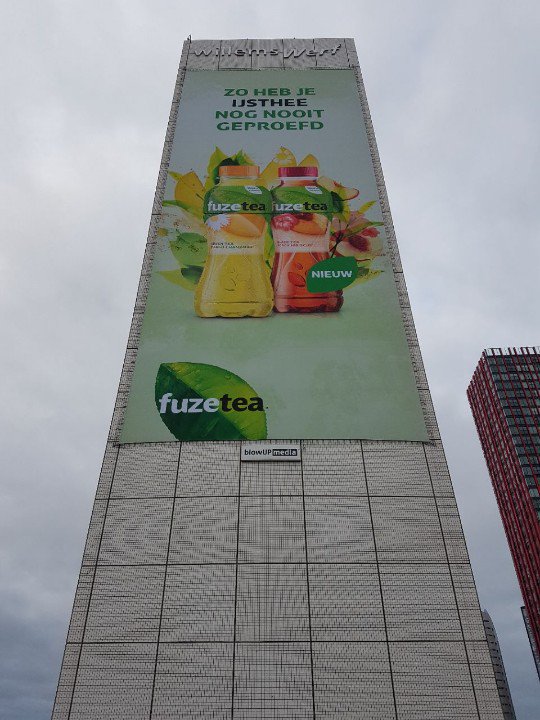 willemsWerf
ZO HEB JE
IJSTHEE
NOG NOOIT
GEPROEFD
fuzetea
fuzetea
NIEUW
fuzetea
blowUP media